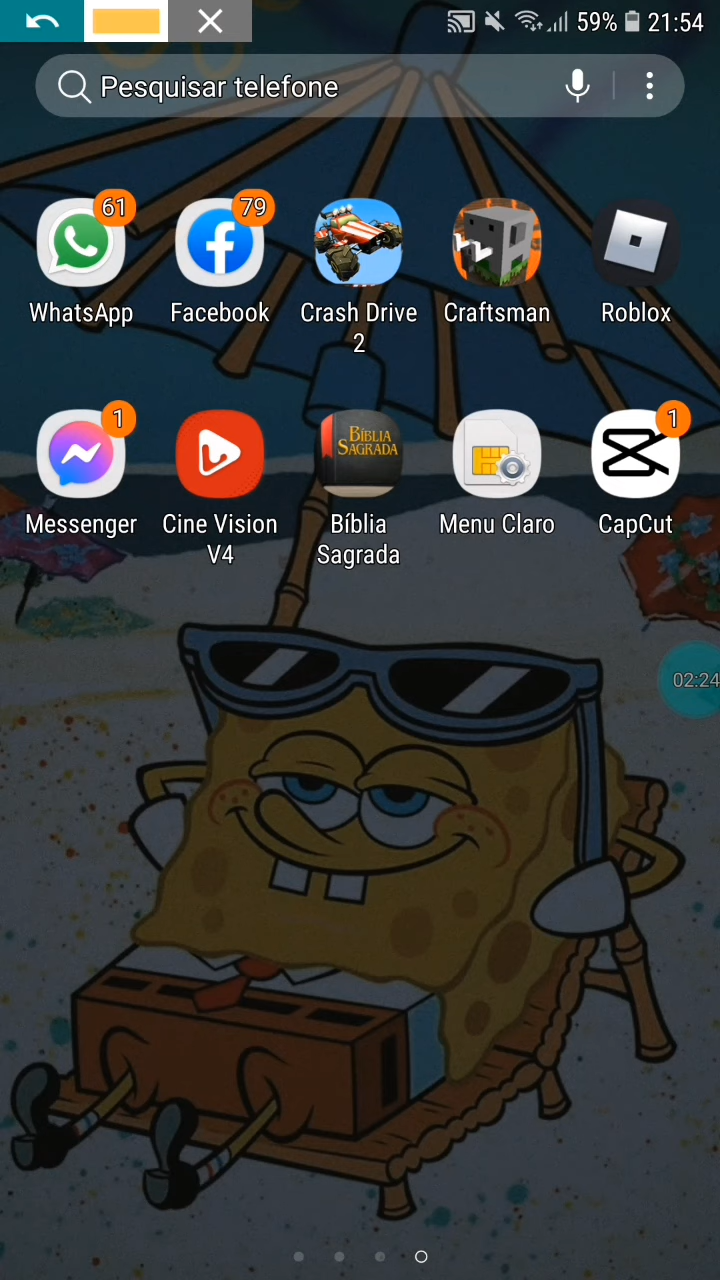 59% 21:54
Pesquisar telefone
61
79
WhatsApp
Facebook
Crash Drive
2
Craftsman
Roblox
1
BÍBLIA
SAGRADA
1
Messenger
Cine Vision
V4
Bíblia
Sagrada
Menu Claro
CapCut
02:24